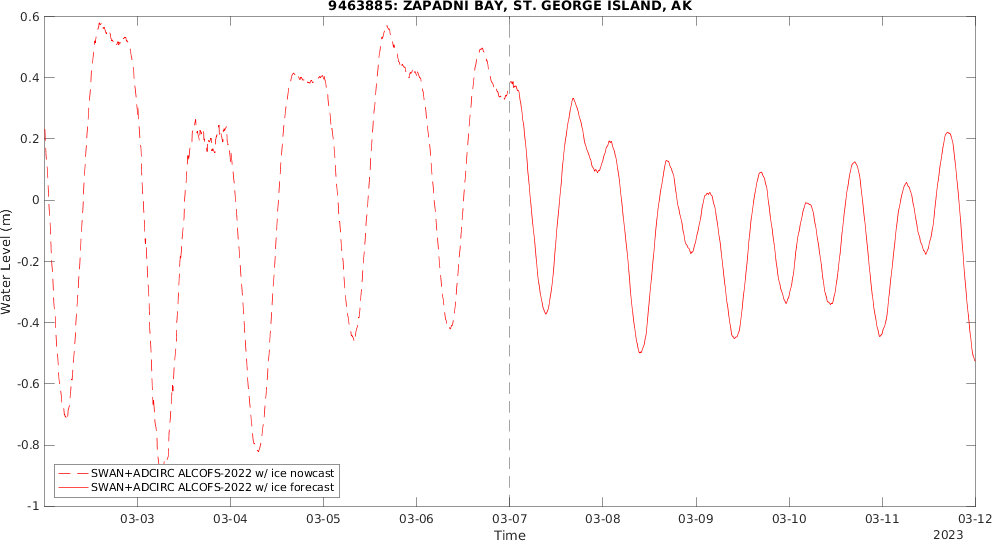 9463885: ZAPADNI BAY, ST. GEORGE ISLAND, AK
0.6
0.4
0.2
0
-0.2
-0.4
-0.6
-0.8
-1
Water Level (m)
SWAN+ADCIRC ALCOFS-2022 w/ ice nowcast
SWAN+ADCIRC ALCOFS-2022 w/ ice forecast
03-03 03-04 03-05 03-06 03-07 03-08 03-09 03-10 03-11 03-12
Time
2023